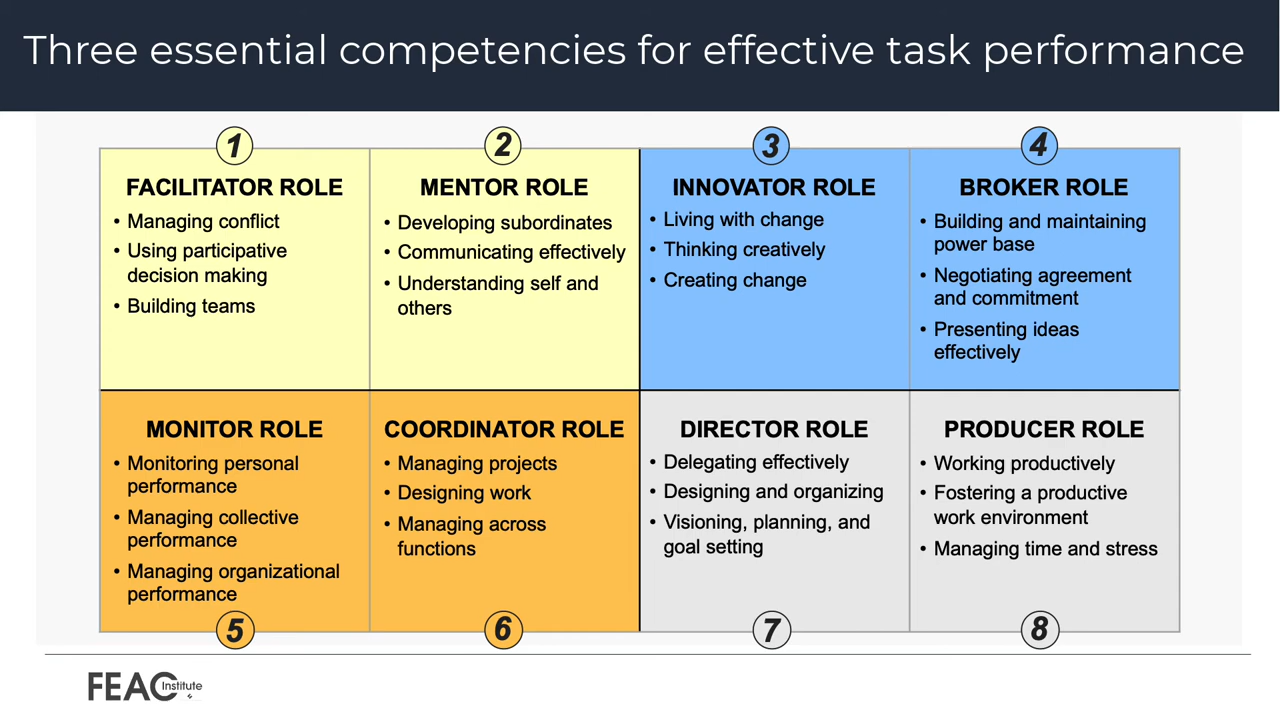 Three essential competencies for effective task performance
1
FACILITATOR ROLE
• Managing conflict
• Using participative
decision making
• Building teams
2
MENTOR ROLE
• Developing subordinates
• Communicating effectively
• Understanding self and
others
3
INNOVATOR ROLE
• Living with change
• Thinking creatively
• Creating change
4
BROKER ROLE
• Building and maintaining
power base
• Negotiating agreement
and commitment
• Presenting ideas
effectively
MONITOR ROLE
• Monitoring personal
performance
• Managing collective
performance
• Managing organizational
performance
5
COORDINATOR ROLE
• Managing projects
• Designing work
• Managing across
functions
6
DIRECTOR ROLE
• Delegating effectively
• Designing and organizing
• Visioning, planning, and
goal setting
7
PRODUCER ROLE
• Working productively
• Fostering a productive
work environment
• Managing time and stress
8
FEAC Institute